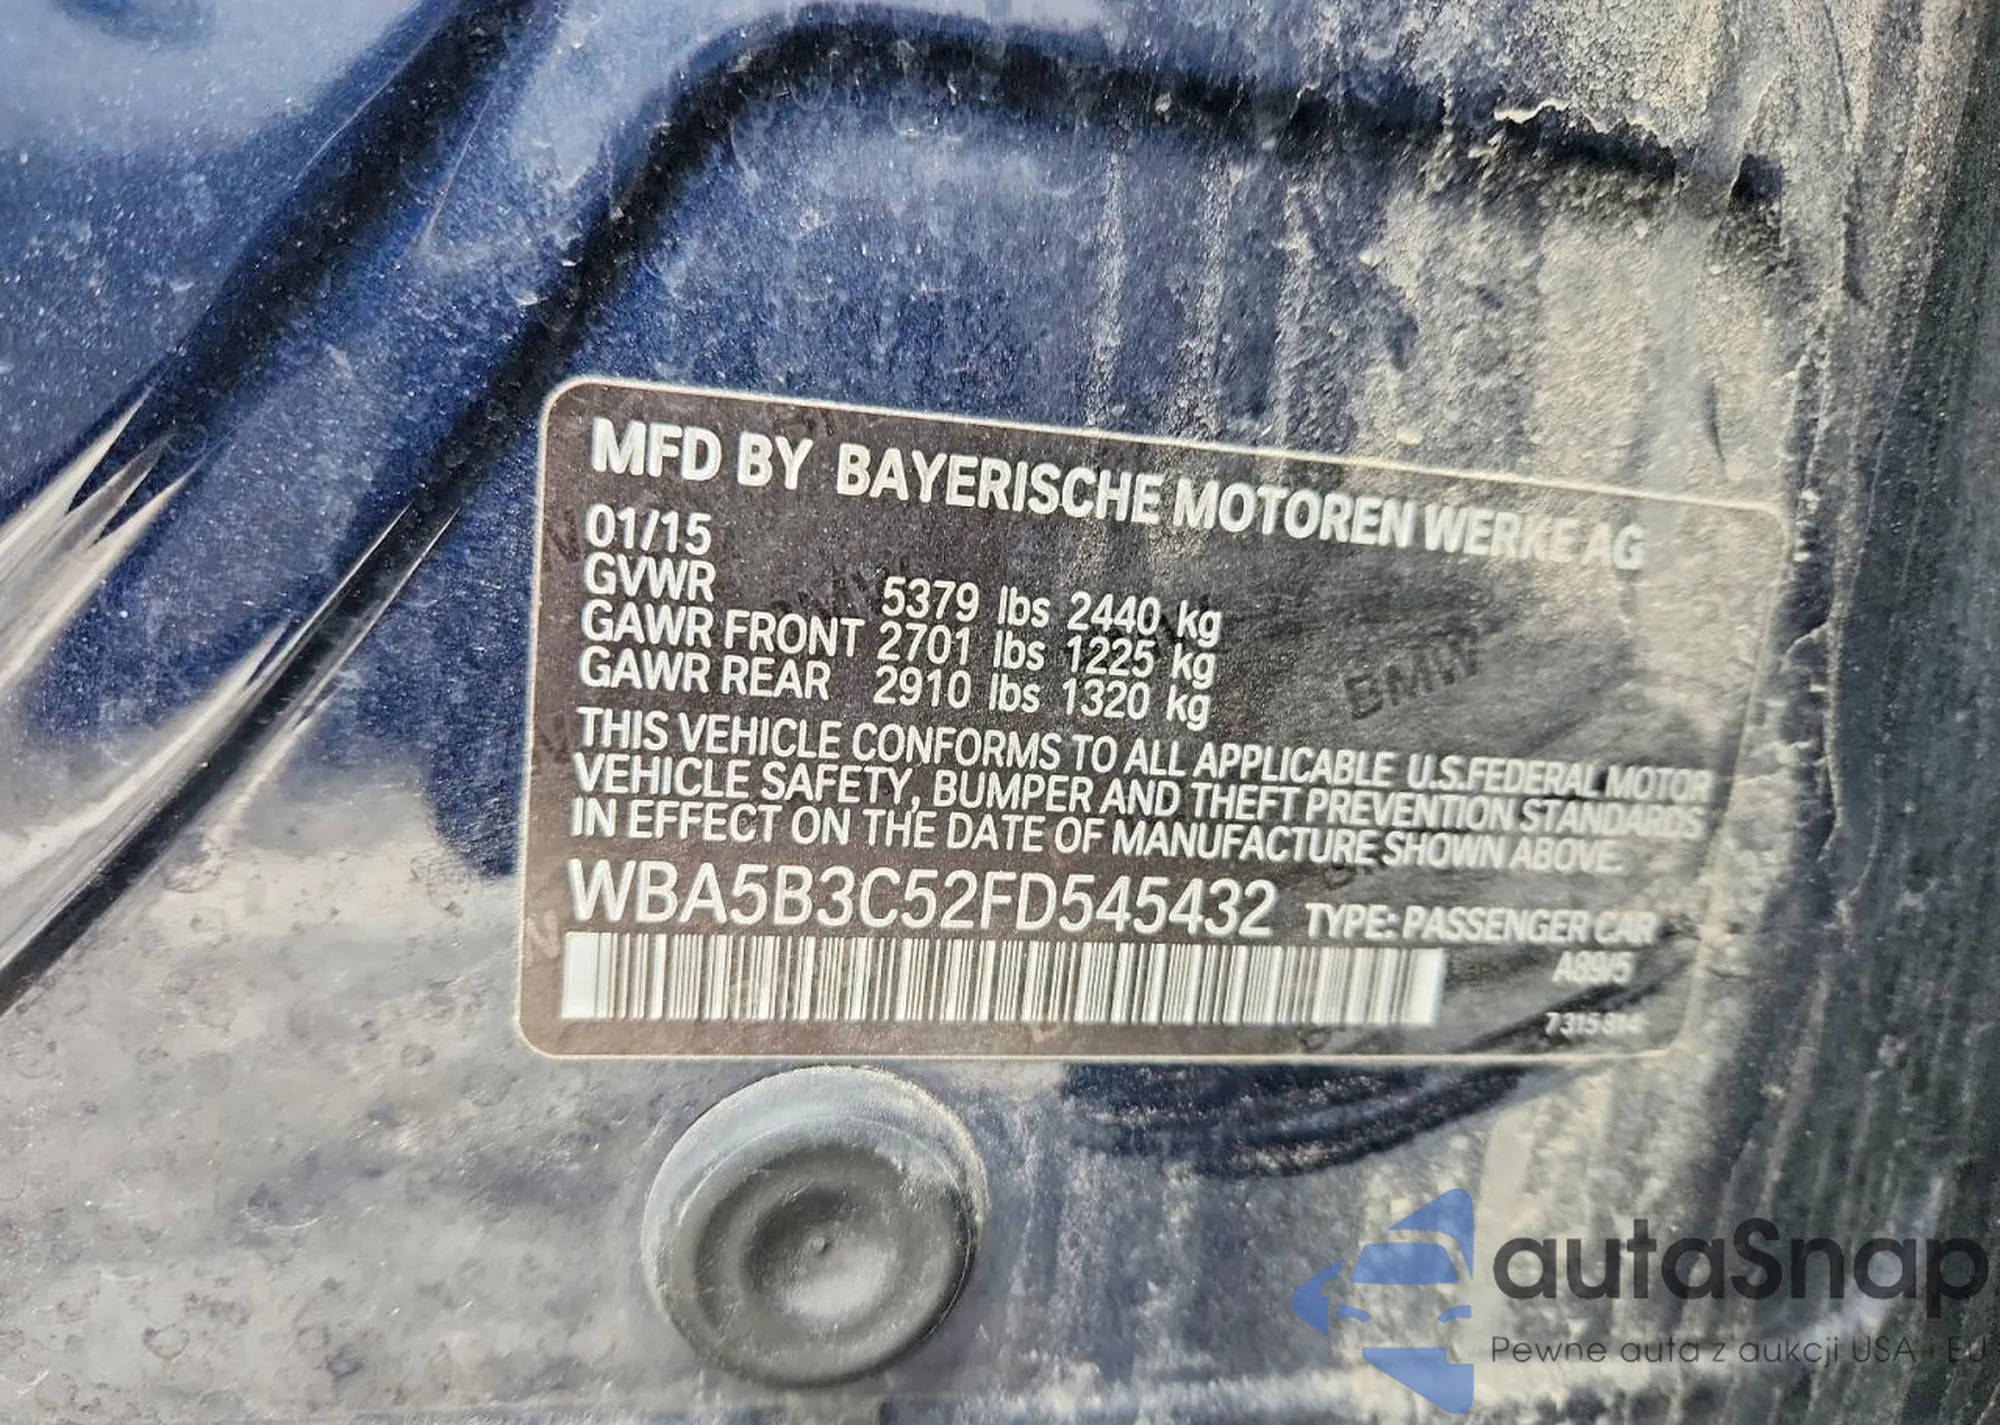 MFD BY BAYERISCHE MOTOREN WERKE AG
01/15
GVWR 5379 lbs 2440 kg
GAWR FRONT 2701 lbs 1225 kg
GAWR REAR 2910 lbs 1320 kg
THIS VEHICLE CONFORMS TO ALL APPLICABLE U.S.FEDERAL MOTOR
VEHICLE SAFETY, BUMPER AND THEFT PREVENTION STANDARDS
IN EFFECT ON THE DATE OF MANUFACTURE SHOWN ABOVE.
WBA5B3C52FD545432 TYPE: PASSENGER CAR
BMW
autaSnap
Pewne auta z aukcji USA i EU